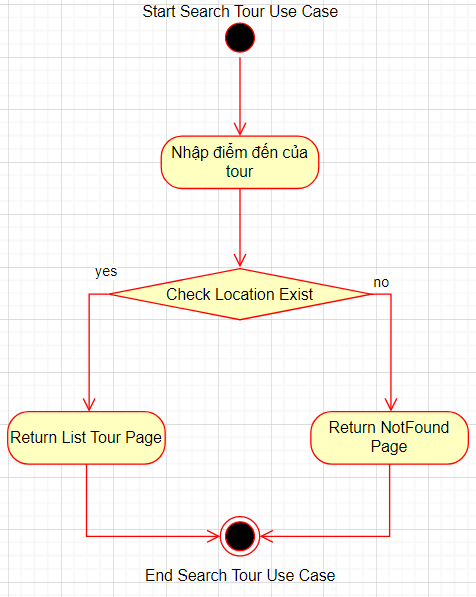 Start Search Tour Use Case
Nhập điểm đến của
tour
Check Location Exist
yes
no
Return List Tour Page
Return NotFound
Page
End Search Tour Use Case